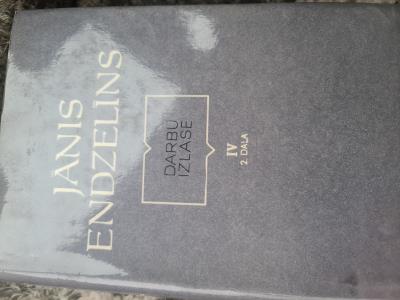 JĀNIS
ENDZELĪNS
DARBU
IZLASE
IV
2. DAĻA